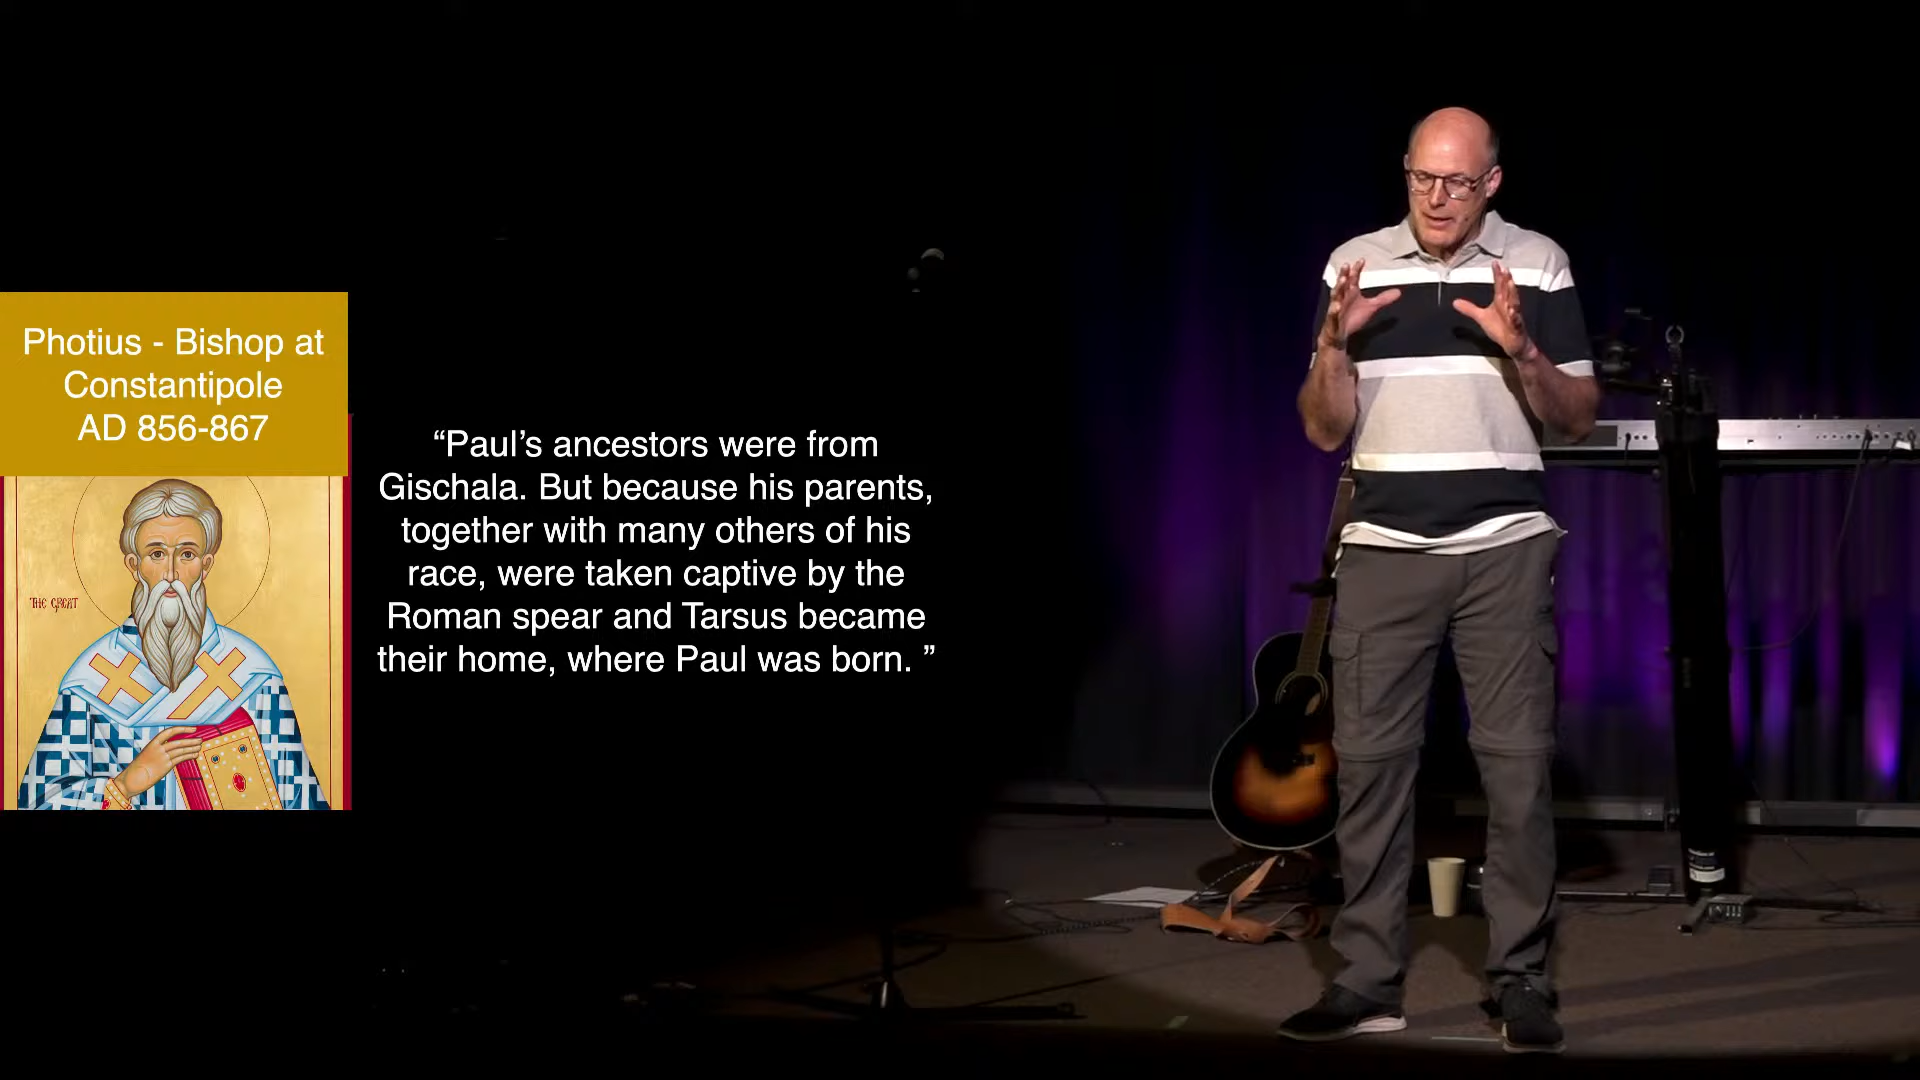 Photius - Bishop at
Constantipole
AD 856-867
THE GREAT
“Paul’s ancestors were from
Gischala. But because his parents,
together with many others of his
race, were taken captive by the
Roman spear and Tarsus became
their home, where Paul was born. ”